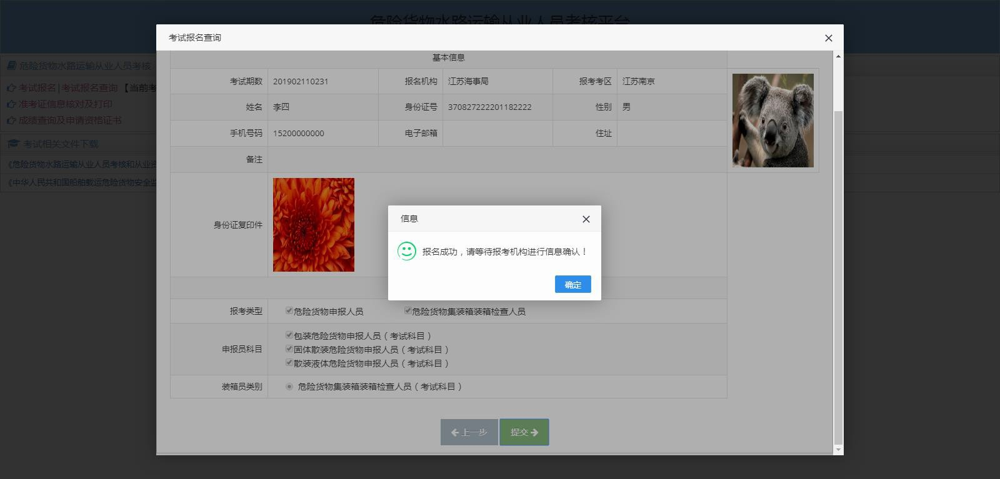 危险货物水路运输从业人员考核平台
考试报名查询
危险货物水路运输从业人员考核
考试报名|考试报名查询【当前考
准考证信息核对及打印
成绩查询及申请资格证书
考试相关文件下载
《危险货物水路运输从业人员考核和从业资
《中华人民共和国船舶载运危险货物安全监
基本信息
考试期数 201902110231 报名机构 江苏海事局 报考考区 江苏南京
姓名 李四 身份证号 370827222201182222 性别 男
手机号码 15200000000 电子邮箱 住址
备注
身份证复印件
信息
报名成功，请等待报考机构进行信息确认！
确定
报考类型 危险货物申报人员 危险货物集装箱装箱检查人员
申报员科目 包装危险货物申报人员（考试科目）
固体散装危险货物申报人员（考试科目）
散装液体危险货物申报人员（考试科目）
装箱员类别 危险货物集装箱装箱检查人员（考试科目）
上一步 提交